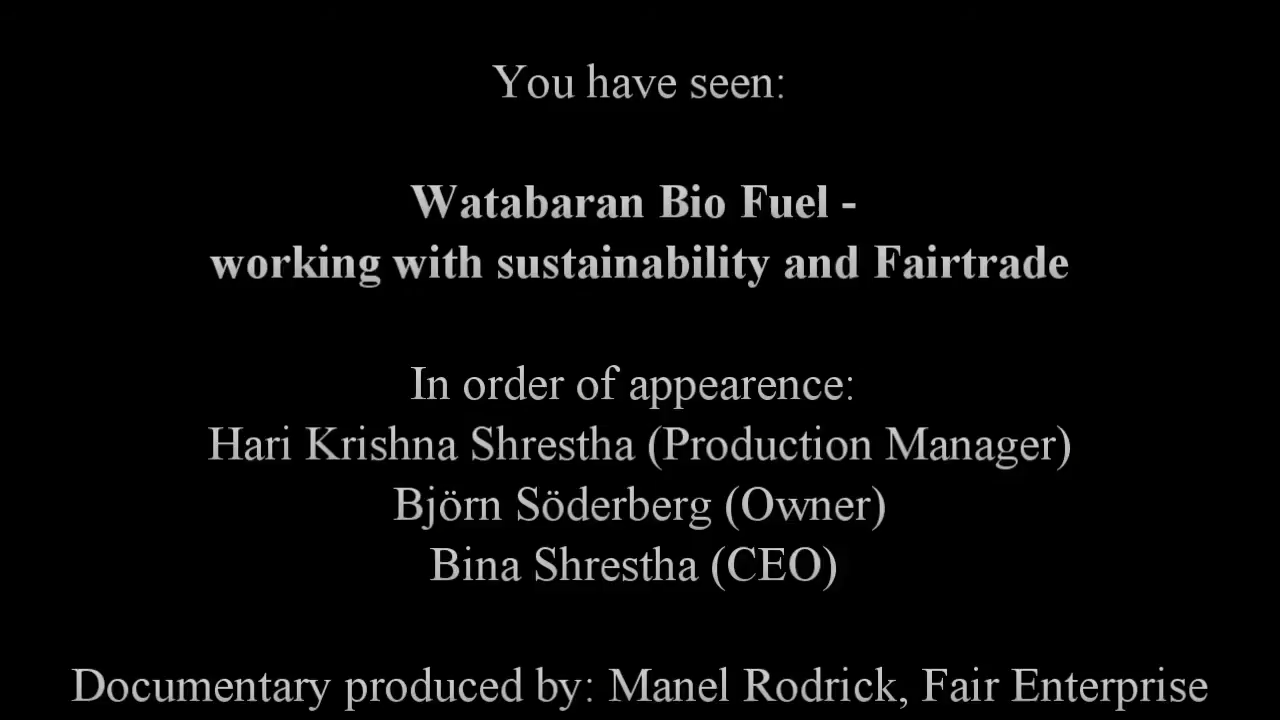 You have seen:
Watabaran Bio Fuel -
working with sustainability and Fairtrade
In order of appearence:
Hari Krishna Shrestha (Production Manager)
Björn Söderberg (Owner)
Bina Shrestha (CEO)
Documentary produced by: Manel Rodrick, Fair Enterprise